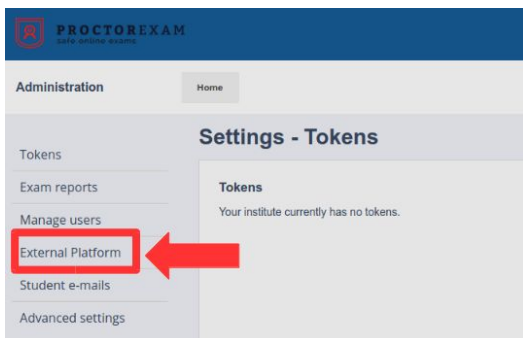 PROCTOREXAM
safe online exams
Administration
Home
Settings - Tokens
Tokens
Exam reports
Manage users
External Platform
Student e-mails
Advanced settings
Tokens
Your institute currently has no tokens.